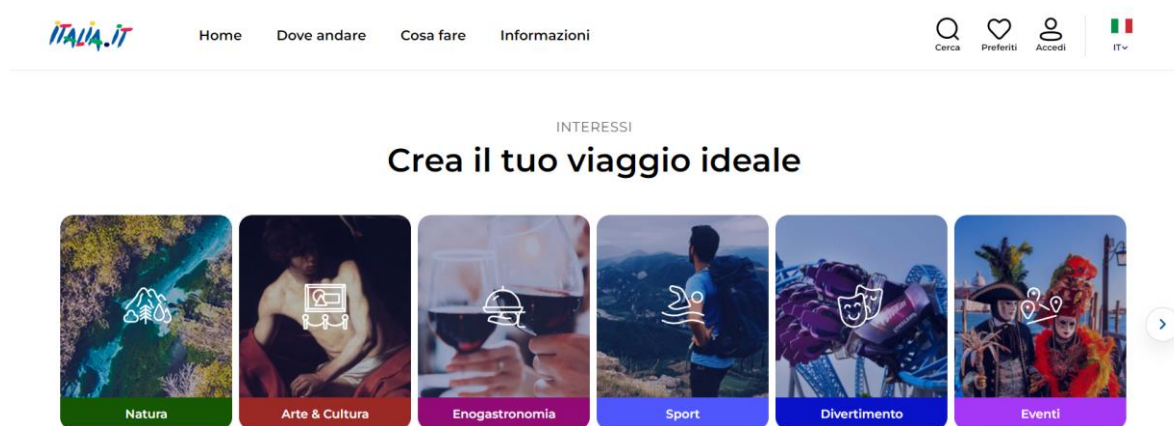 iTALiA.iT
Home Dove andare Cosa fare Informazioni
Cerca Preferiti Accedi IT
INTERESSI
Crea il tuo viaggio ideale
Natura Arte & Cultura Enogastronomia Sport Divertimento Eventi